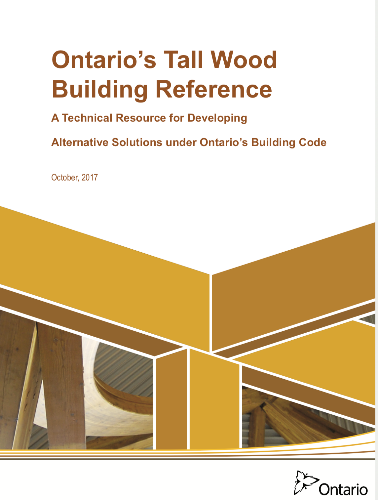 Ontario’s Tall Wood
Building Reference
A Technical Resource for Developing
Alternative Solutions under Ontario’s Building Code
October, 2017
Ontario